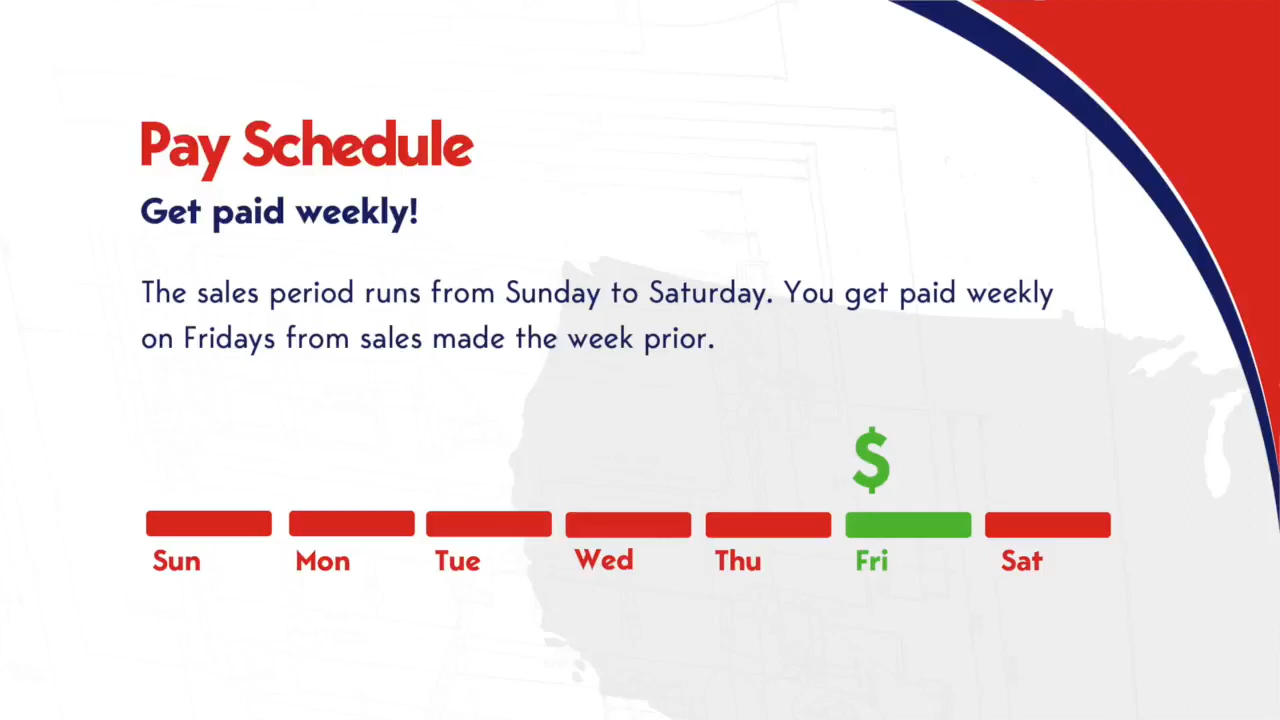 Pay Schedule
Get paid weekly!
The sales period runs from Sunday to Saturday. You get paid weekly
on Fridays from sales made the week prior.
$
Sun Mon Tue Wed Thu Fri Sat